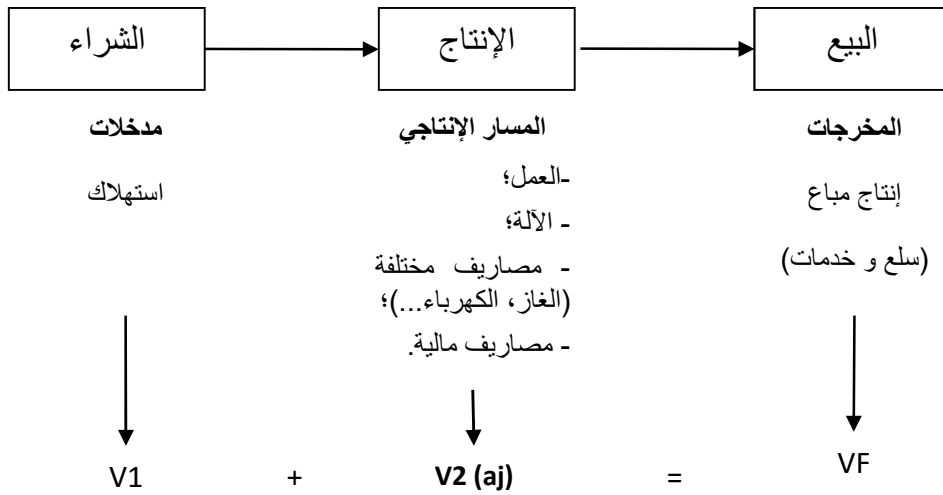 الشراء
الإنتاج
البيع
مدخلات
المسار الإنتاجي
المخرجات
استهلاك
-العمل؛
- الآلة؛
- مصاريف مختلفة
(الغاز، الكهرباء...)؛
- مصاريف مالية.
إنتاج مباع
(سلع و خدمات)
V1 + V2 (aj) = VF